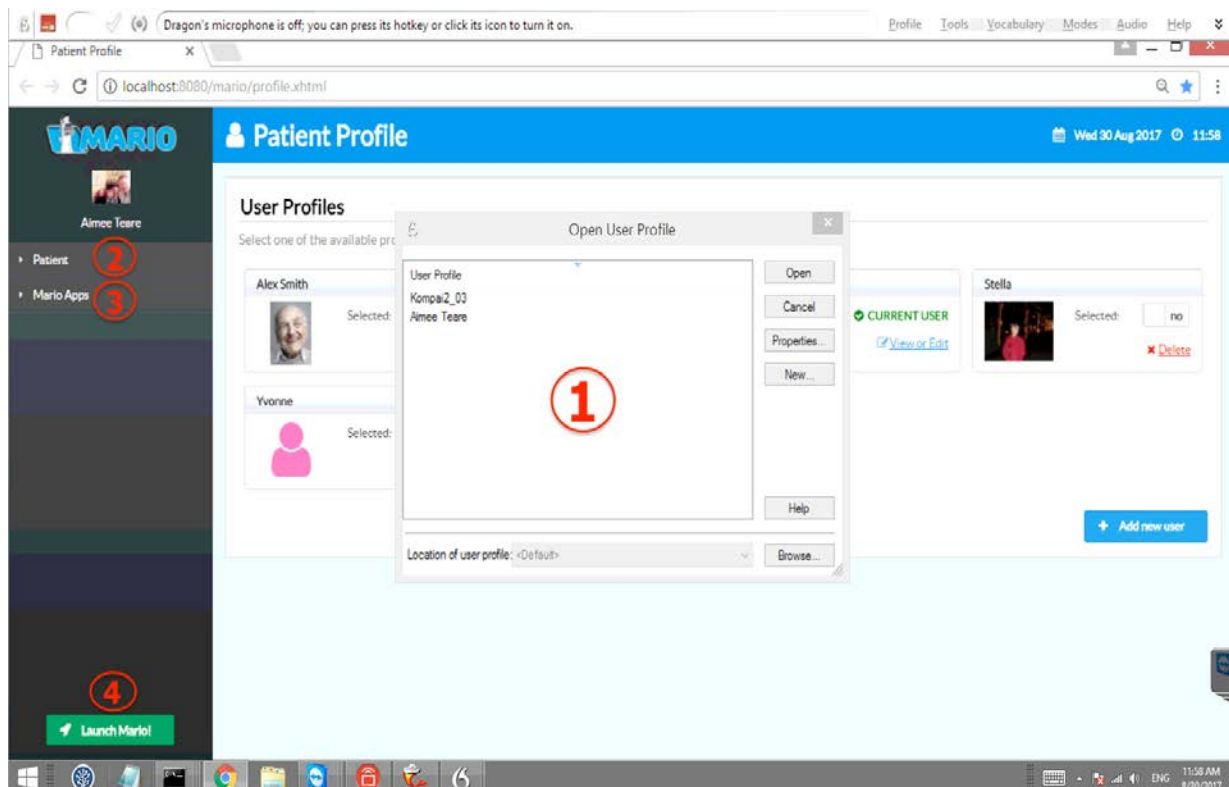 Dragon's microphone is off; you can press its hotkey or click its icon to turn it on.
Profile Tools Vocabulary Modes Audio Help
Patient Profile x
localhost:8080/mario/profile.xhtml
MARIO
Patient Profile
Wed 30 Aug 2017 11:58
Aimee Teare
Patient
2
Mario Apps
3
User Profiles
Select one of the available pro
Alex Smith
Selected:
CURRENT USER
View or Edit
Stella
Selected: no
Delete
Yvonne
Selected:
Add new user
Open User Profile
User Profile
Kompai2_03
Aimee Teare
1
Open
Cancel
Properties...
New...
Help
Location of user profile: <Default>
Browse...
4
Launch Mario!
ENG
11:58 AM
8/30/2017